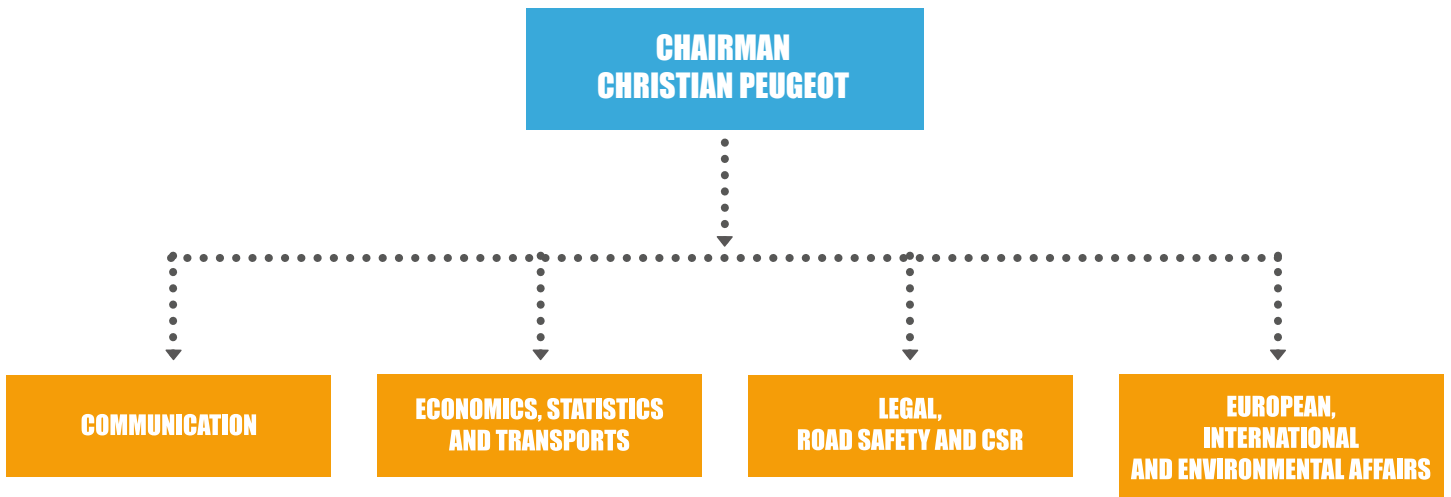 CHAIRMAN
CHRISTIAN PEUGEOT
COMMUNICATION
ECONOMICS, STATISTICS
AND TRANSPORTS
LEGAL,
ROAD SAFETY AND CSR
EUROPEAN,
INTERNATIONAL
AND ENVIRONMENTAL AFFAIRS